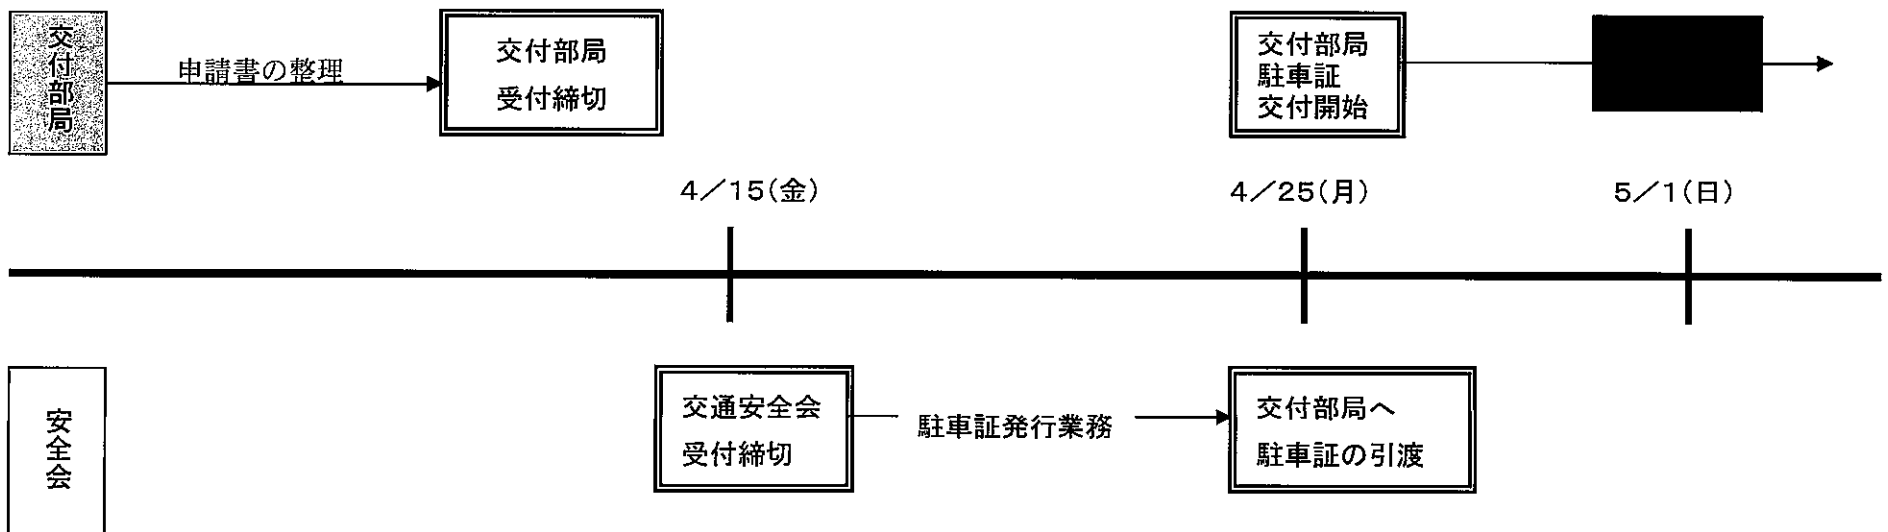 交付部局
申請書の整理
交付部局
受付締切
交付部局
駐車証
交付開始
4/15(金)
4/25(月)
5/1(日)
安全会
交通安全会
受付締切
駐車証発行業務
交付部局へ
駐車証の引渡